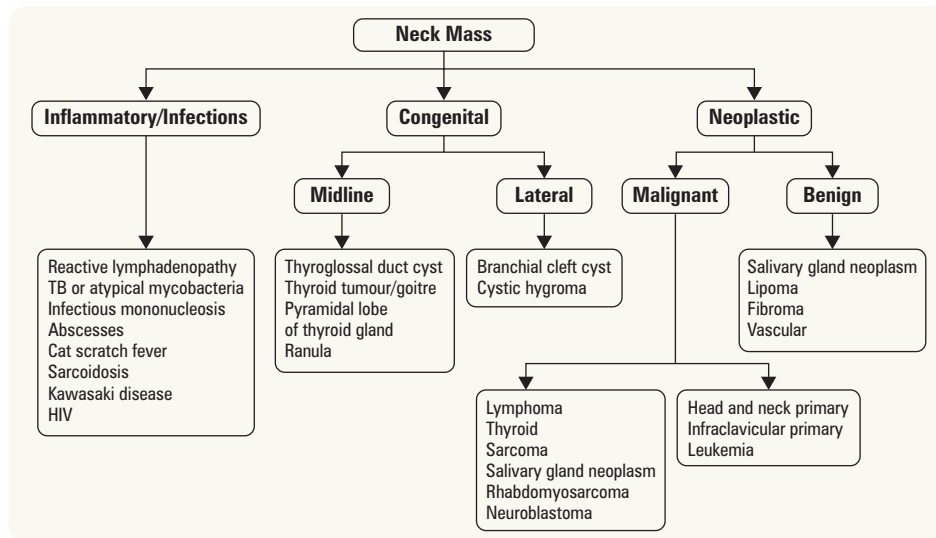 Neck Mass
Inflammatory/Infections
Congenital
Neoplastic
Midline
Lateral
Malignant
Benign
Reactive lymphadenopathy
TB or atypical mycobacteria
Infectious mononucleosis
Abscesses
Cat scratch fever
Sarcoidosis
Kawasaki disease
HIV
Thyroglossal duct cyst
Thyroid tumour/goitre
Pyramidal lobe
of thyroid gland
Ranula
Branchial cleft cyst
Cystic hygroma
Salivary gland neoplasm
Lipoma
Fibroma
Vascular
Lymphoma
Thyroid
Sarcoma
Salivary gland neoplasm
Rhabdomyosarcoma
Neuroblastoma
Head and neck primary
Infraclavicular primary
Leukemia